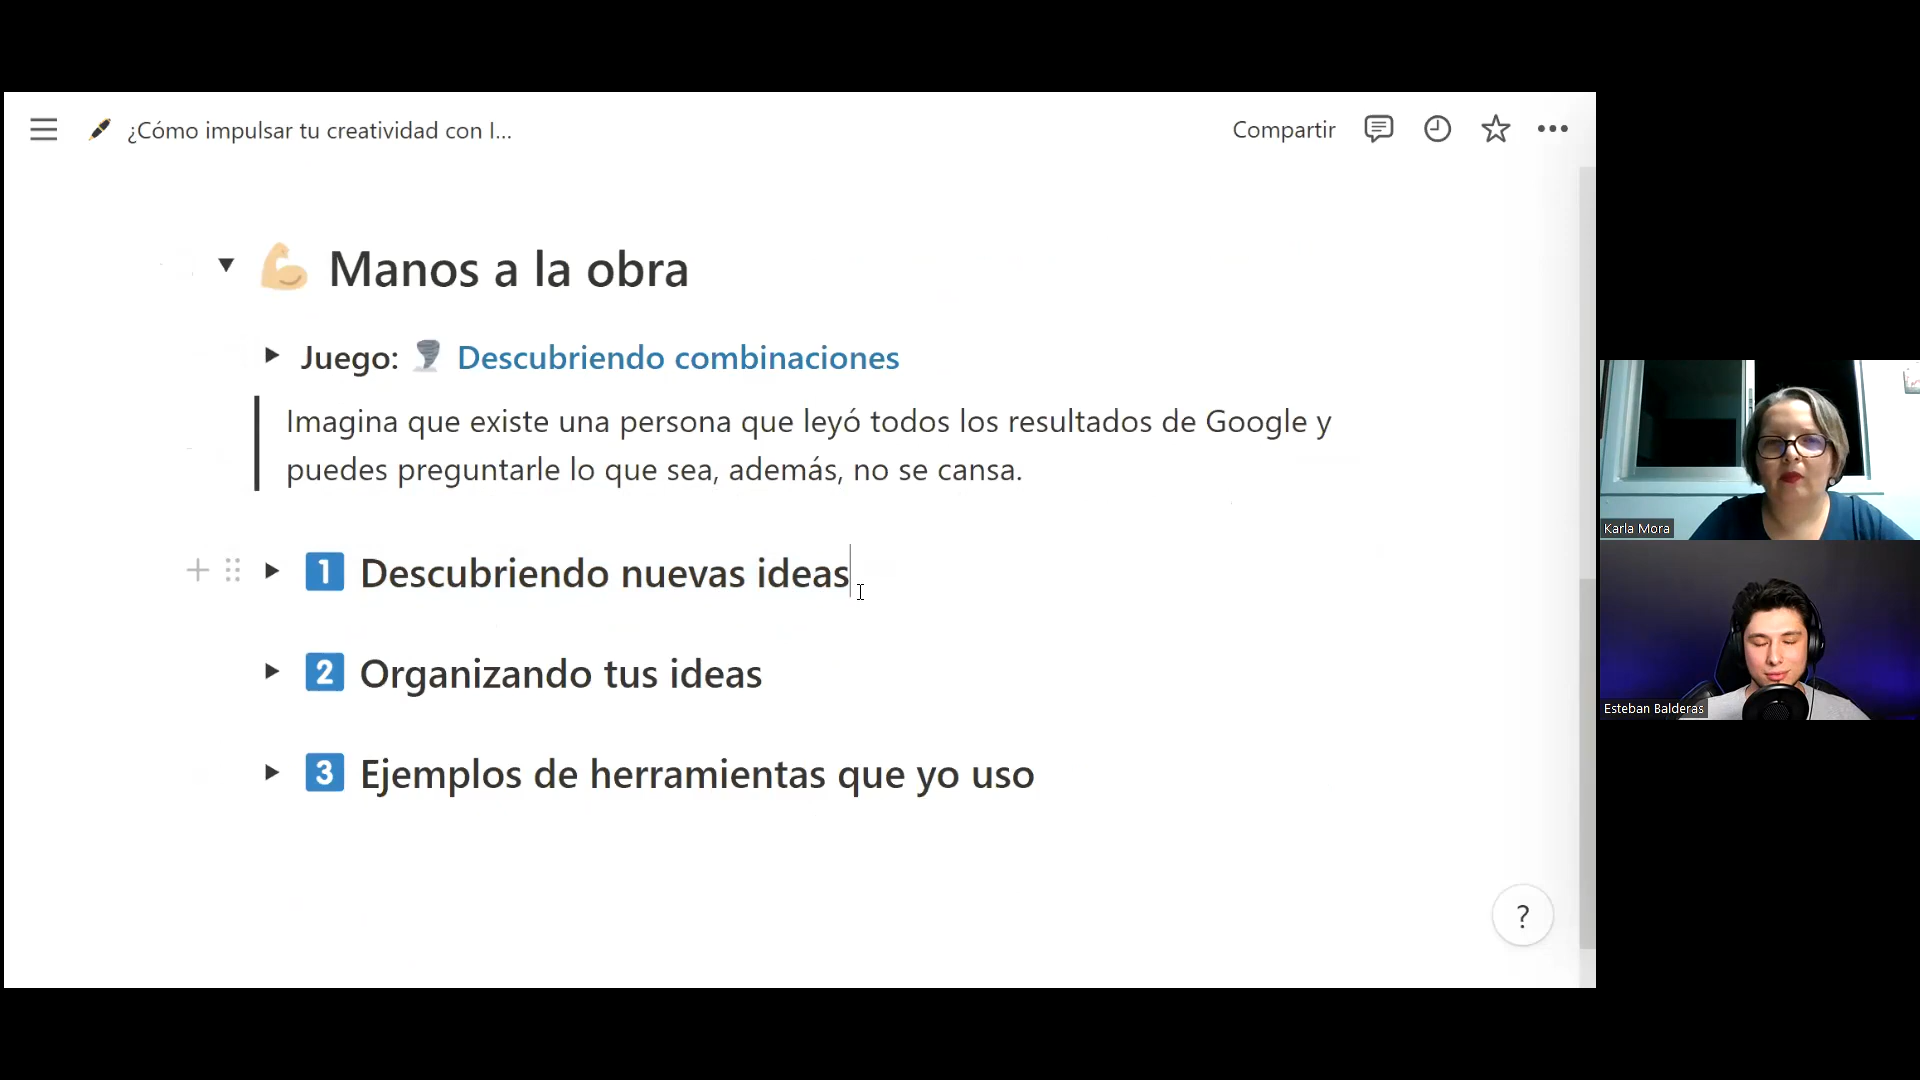 ¿Cómo impulsar tu creatividad con I...
Compartir
Manos a la obra
Juego: Descubriendo combinaciones
Imagina que existe una persona que leyó todos los resultados de Google y
puedes preguntarle lo que sea, además, no se cansa.
1 Descubriendo nuevas ideas
2 Organizando tus ideas
3 Ejemplos de herramientas que yo uso
?
Karla Mora
Esteban Balderas